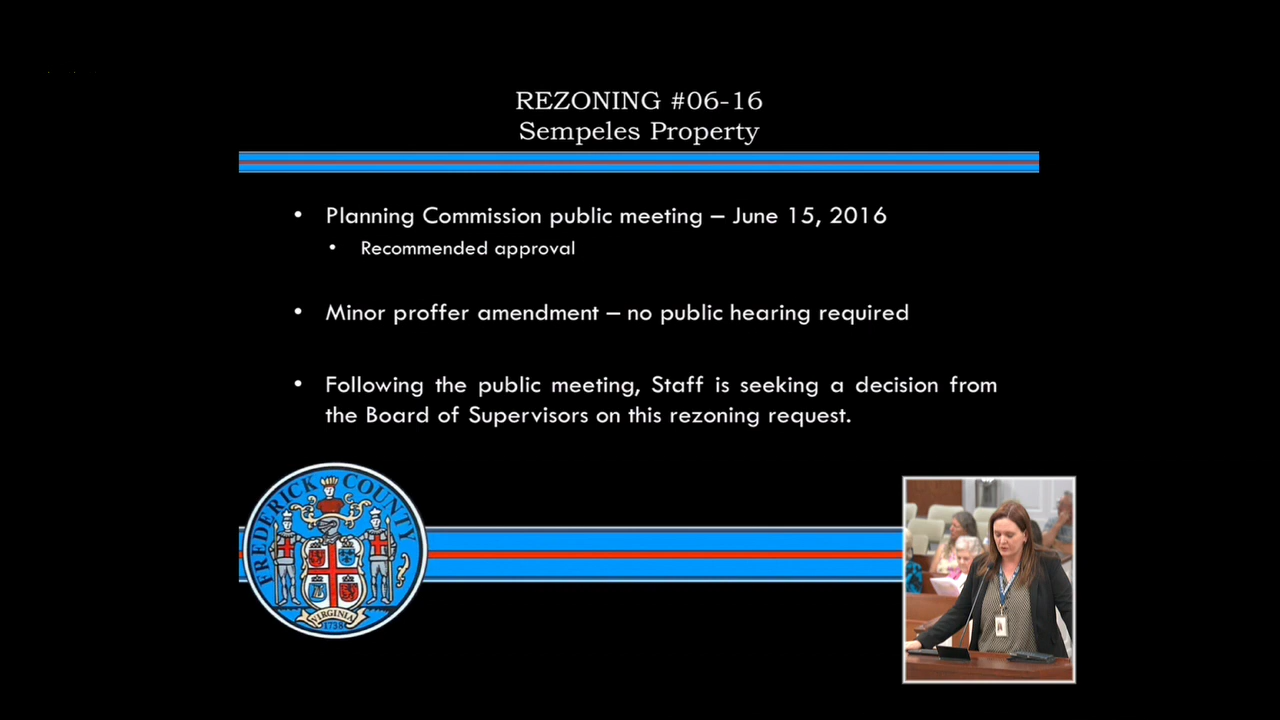 REZONING #06-16
Sempeles Property
• Planning Commission public meeting – June 15, 2016
• Recommended approval
• Minor proffer amendment – no public hearing required
• Following the public meeting, Staff is seeking a decision from
the Board of Supervisors on this rezoning request.
FREDERICK COUNTY
VIRGINIA
1738